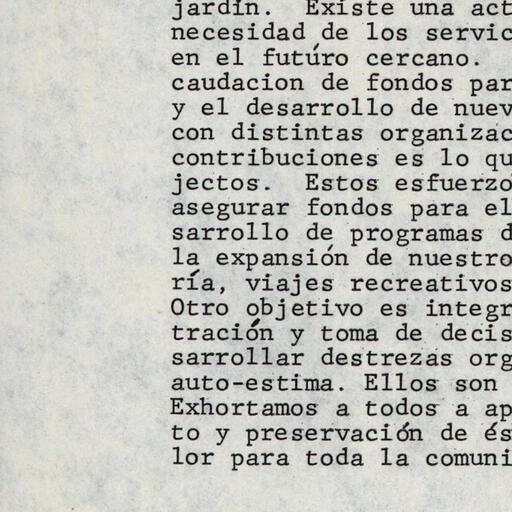 jardín.  Existe una act
necesidad de los servic
en el futúro cercano.
caudacion de fondos par
y el desarrollo de nuev
con distintas organizac
contribuciones es lo qu
jectos.  Estos esfuerzo
asegurar fondos para el
sarrollo de programas d
la expansión de nuestro
ría, viajes recreativos
Otro objetivo es integr
tración y toma de decis
sarrollar destrezas org
auto-estima. Ellos son
Exhortamos a todos a ap
to y preservación de és
lor para toda la comuni